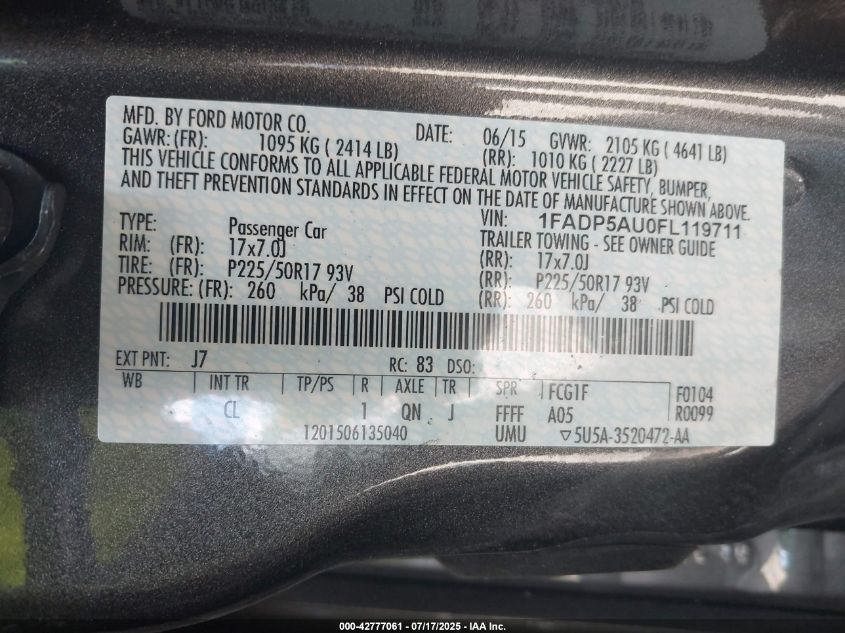 MFD. BY FORD MOTOR CO.
DATE: 06/15 GVWR: 2105 KG ( 4641 LB)
GAWR: (FR): 1095 KG ( 2414 LB) (RR): 1010 KG ( 2227 LB)
THIS VEHICLE CONFORMS TO ALL APPLICABLE FEDERAL MOTOR VEHICLE SAFETY, BUMPER,
AND THEFT PREVENTION STANDARDS IN EFFECT ON THE DATE OF MANUFACTURE SHOWN ABOVE.
VIN: 1FADP5AU0FL119711
TYPE: Passenger Car TRAILER TOWING - SEE OWNER GUIDE
RIM: (FR): 17x7.0J (RR): 17x7.0J
TIRE: (FR): P225/50R17 93V (RR): P225/50R17 93V
PRESSURE: (FR): 260 kPa/ 38 PSI COLD (RR): 260 kPa/ 38 PSI COLD
EXT PNT: J7 RC: 83 DSO:
WB INT TR TP/PS R AXLE TR SPR FCG1F F0104
CL 1 QN J FFFF A05 R0099
1201506135040 UMU ▽5U5A-3520472-AA
000-42777061 | 07/17/2025 - IAA Inc.